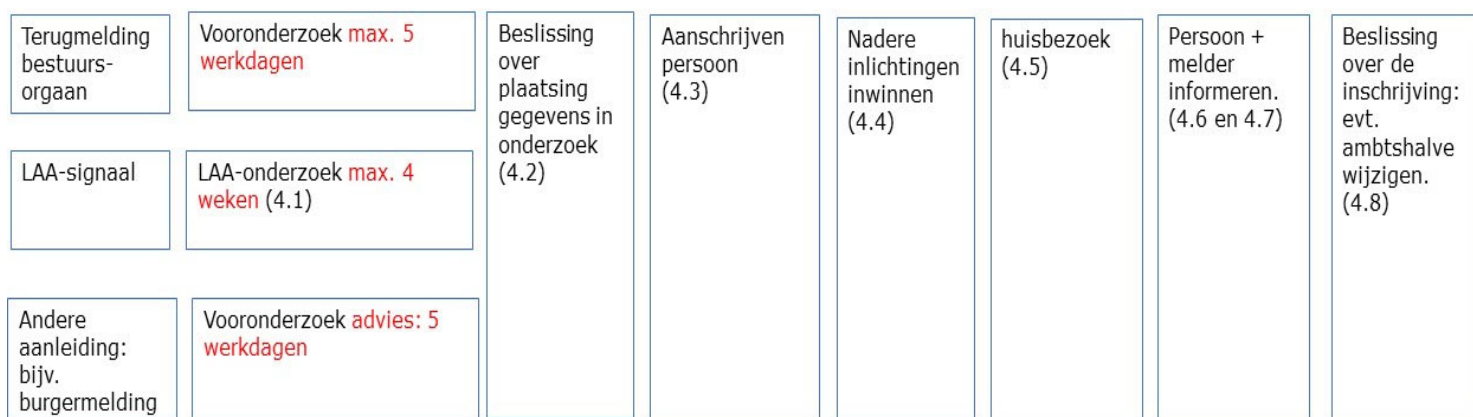 Terugmelding
bestuurs-
orgaan
Vooronderzoek max. 5
werkdagen
LAA-signaal
LAA-onderzoek max. 4
weken (4.1)
Andere
aanleiding:
bijv.
burgermelding
Vooronderzoek advies: 5
werkdagen
Beslissing
over
plaatsing
gegevens in
onderzoek
(4.2)
Aanschrijven
persoon
(4.3)
Nadere
inlichtingen
inwinnen
(4.4)
huisbezoek
(4.5)
Persoon +
melder
informeren.
(4.6 en 4.7)
Beslissing
over de
inschrijving:
evt.
ambtshalve
wijzigen.
(4.8)